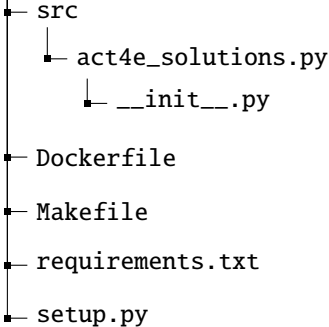 src
act4e_solutions.py
__init__.py
Dockerfile
Makefile
requirements.txt
setup.py